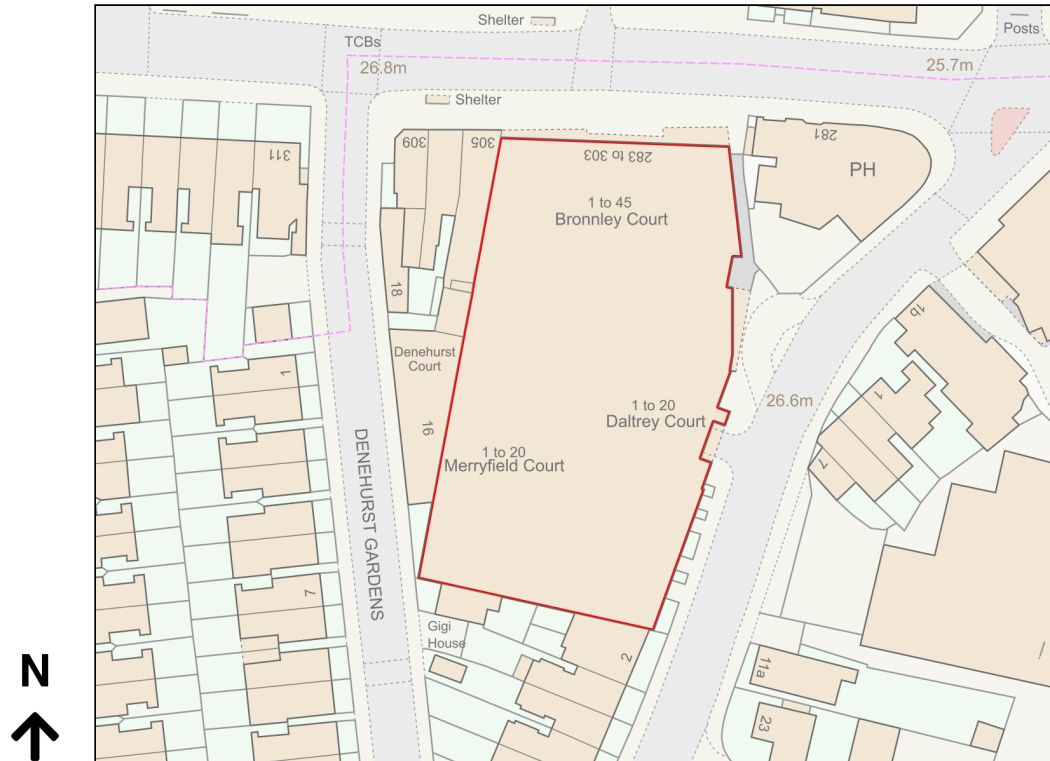 Shelter
Posts
TCBs
26.8m
25.7m
Shelter
281
309
305
311
283 to 303
PH
1 to 45
Bronnley Court
18
1b
Denehurst
Court
1
1
26.6m
1 to 20
Daltrey Court
16
1 to 20
Merryfield Court
7
DENEHURST GARDENS
7
Gigi
House
2
N
11a
23